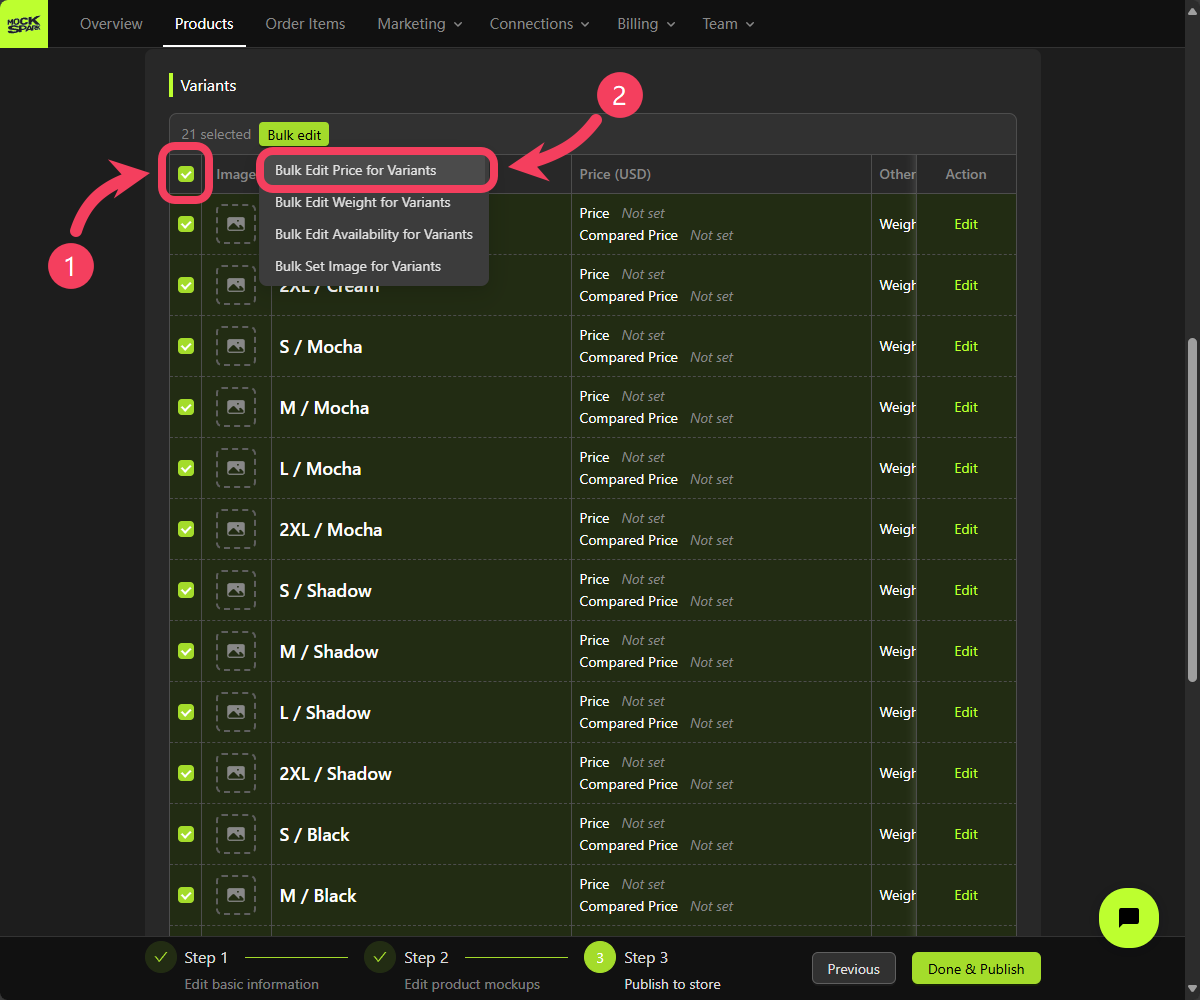 MOCK
SPARK
Overview Products Order Items Marketing Connections Billing Team
Variants
2
21 selected Bulk edit
Image Price (USD) Other Action
Bulk Edit Price for Variants
Bulk Edit Weight for Variants
Bulk Edit Availability for Variants
Bulk Set Image for Variants
1
Price Not set
Compared Price Not set
Weigh Edit
2XL / Cream
Price Not set
Compared Price Not set
Weigh Edit
S / Mocha
Price Not set
Compared Price Not set
Weigh Edit
M / Mocha
Price Not set
Compared Price Not set
Weigh Edit
L / Mocha
Price Not set
Compared Price Not set
Weigh Edit
2XL / Mocha
Price Not set
Compared Price Not set
Weigh Edit
S / Shadow
Price Not set
Compared Price Not set
Weigh Edit
M / Shadow
Price Not set
Compared Price Not set
Weigh Edit
L / Shadow
Price Not set
Compared Price Not set
Weigh Edit
2XL / Shadow
Price Not set
Compared Price Not set
Weigh Edit
S / Black
Price Not set
Compared Price Not set
Weigh Edit
M / Black
Price Not set
Compared Price Not set
Weigh Edit
Step 1
Edit basic information
Step 2
Edit product mockups
3 Step 3
Publish to store
Previous Done & Publish